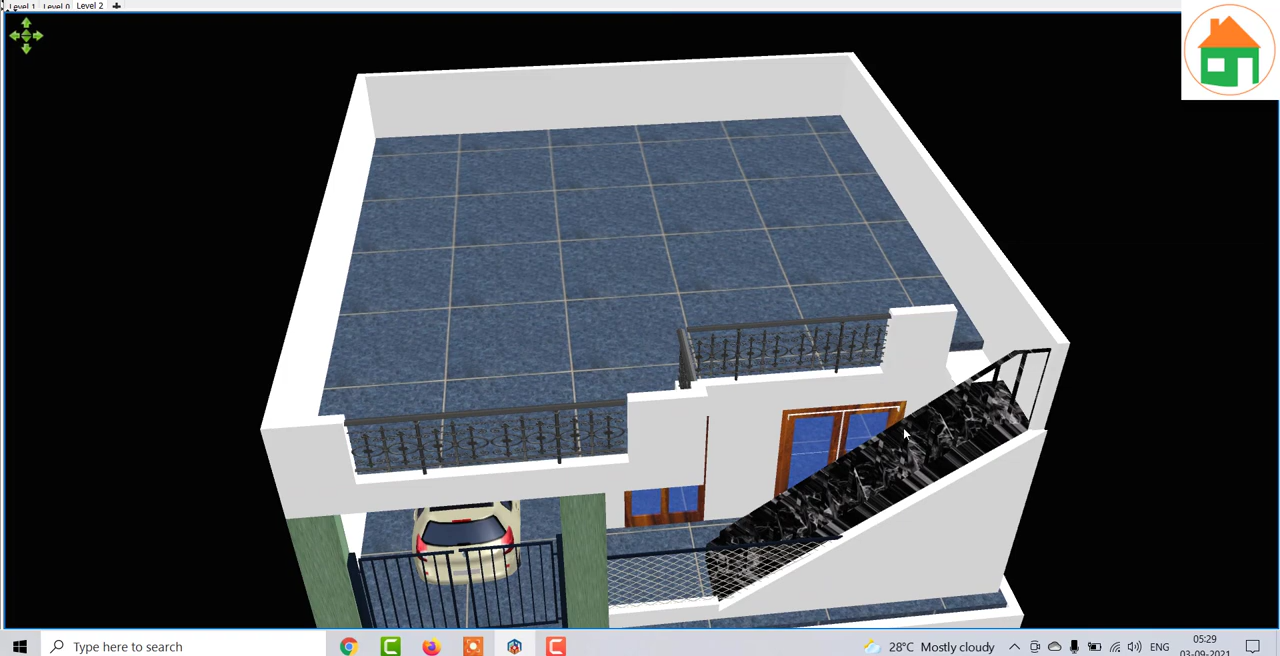 Level 1 Level 0 Level 2
Type here to search
28°C Mostly cloudy
ENG
05:29
03-09-2021